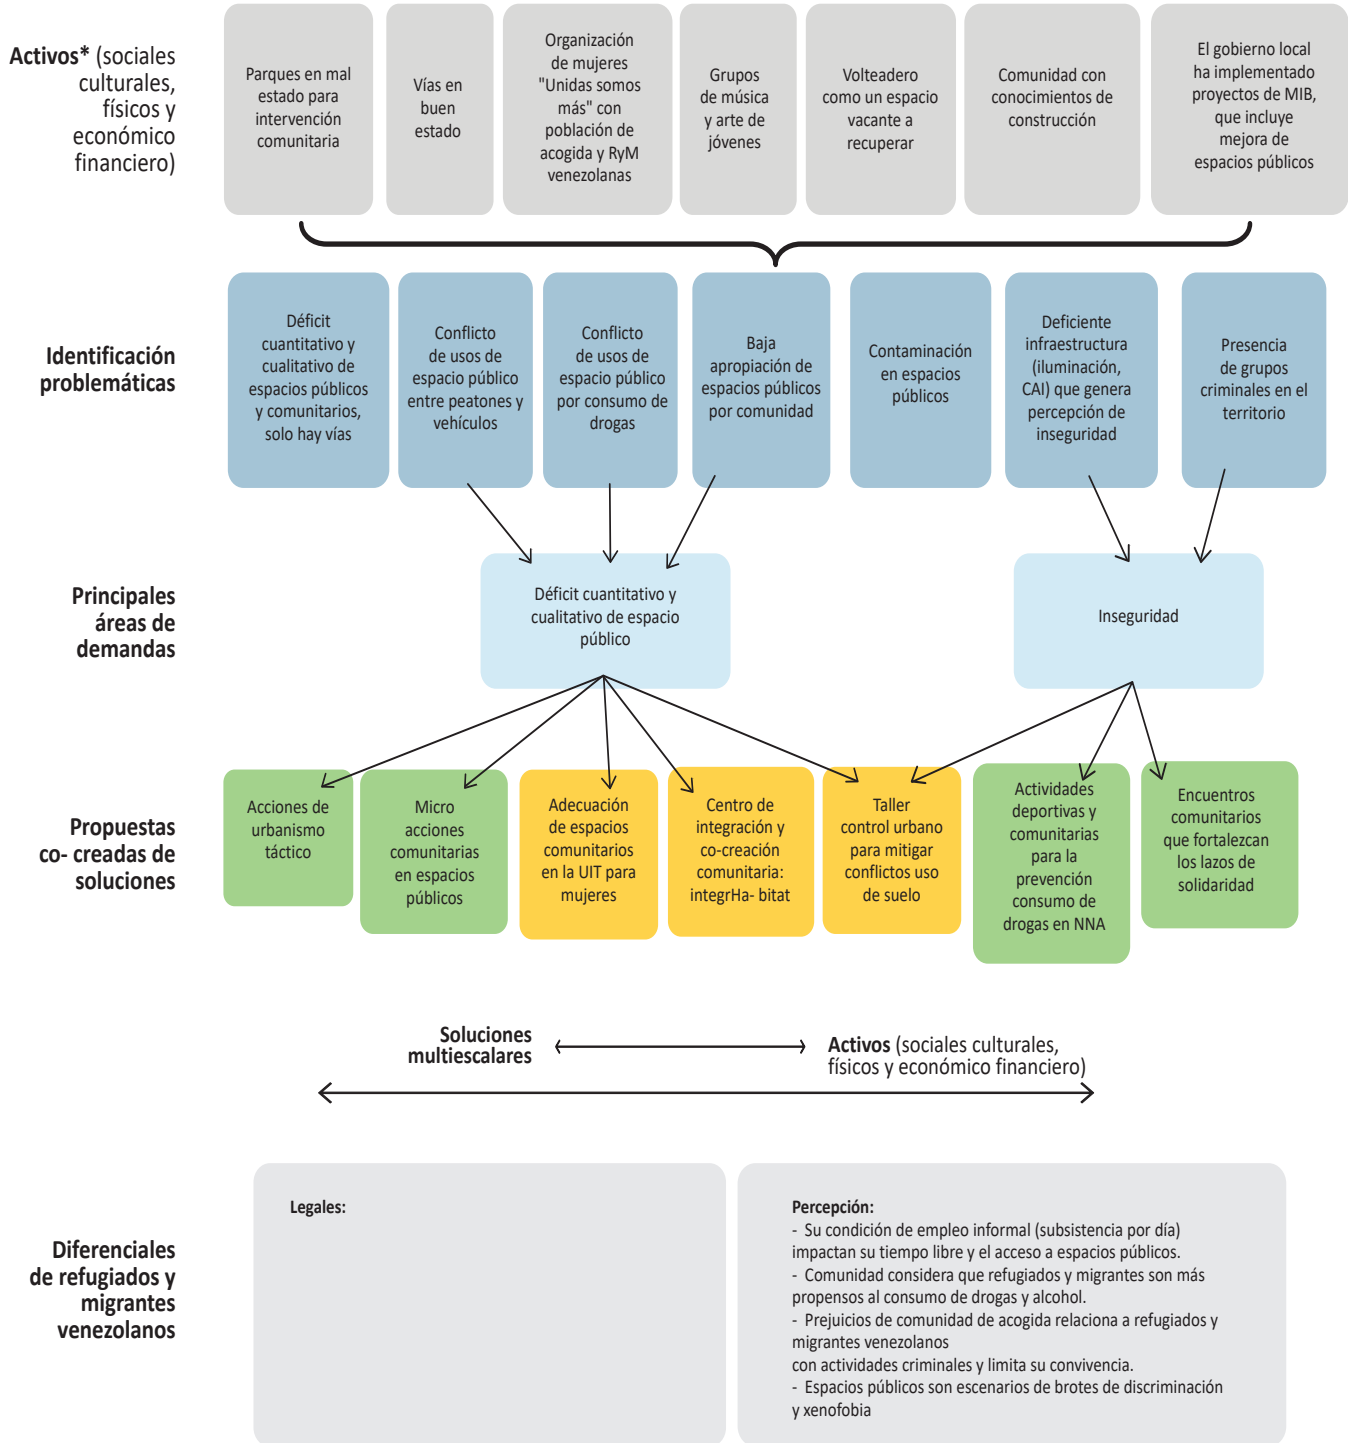 Activos* (sociales
culturales,
físicos y
económico
financiero)
Parques en mal
estado para
intervención
comunitaria
Vías en
buen
estado
Organización
de mujeres
"Unidas somos
más" con
población de
acogida y RyM
venezolanas
Grupos
de música
y arte de
jóvenes
Volteadero
como un espacio
vacante a
recuperar
Comunidad con
conocimientos de
construcción
El gobierno local
ha implementado
proyectos de MIB,
que incluye
mejora de
espacios públicos
Identificación
problemáticas
Déficit
cuantitativo y
cualitativo de
espacios públicos
y comunitarios,
solo hay vías
Conflicto
de usos de
espacio público
entre peatones y
vehículos
Conflicto
de usos de
espacio público
por consumo de
drogas
Baja
apropiación de
espacios públicos
por comunidad
Contaminación
en espacios
públicos
Deficiente
infraestructura
(iluminación,
CAI) que genera
percepción de
inseguridad
Presencia
de grupos
criminales en el
territorio
Principales
áreas de
demandas
Déficit cuantitativo y
cualitativo de espacio
público
Inseguridad
Propuestas
co- creadas de
soluciones
Acciones de
urbanismo
táctico
Micro
acciones
comunitarias
en espacios
públicos
Adecuación
de espacios
comunitarios
en la UIT para
mujeres
Centro de
integración y
co-creación
comunitaria:
integrHa- bitat
Taller
control urbano
para mitigar
conflictos uso
de suelo
Actividades
deportivas y
comunitarias
para la
prevención
consumo de
drogas en NNA
Encuentros
comunitarios
que fortalezcan
los lazos de
solidaridad
Soluciones
multiescalares
Activos (sociales culturales,
físicos y económico financiero)
Diferenciales
de refugiados y
migrantes
venezolanos
Legales:
Percepción:
- Su condición de empleo informal (subsistencia por día)
impactan su tiempo libre y el acceso a espacios públicos.
- Comunidad considera que refugiados y migrantes son más
propensos al consumo de drogas y alcohol.
- Prejuicios de comunidad de acogida relaciona a refugiados y
migrantes venezolanos
con actividades criminales y limita su convivencia.
- Espacios públicos son escenarios de brotes de discriminación
y xenofobia